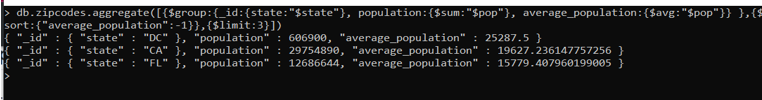 > db.zipcodes.aggregate([{$group:{_id:{state:"$state"}, population:{$sum:"$pop"}, average_population:{$avg:"$pop"}} },{$
sort:{"average_population":-1}},{$limit:3}])
{ "_id" : { "state" : "DC" }, "population" : 606900, "average_population" : 25287.5 }
{ "_id" : { "state" : "CA" }, "population" : 29754890, "average_population" : 19627.236147757256 }
{ "_id" : { "state" : "FL" }, "population" : 12686644, "average_population" : 15779.407960199005 }
>